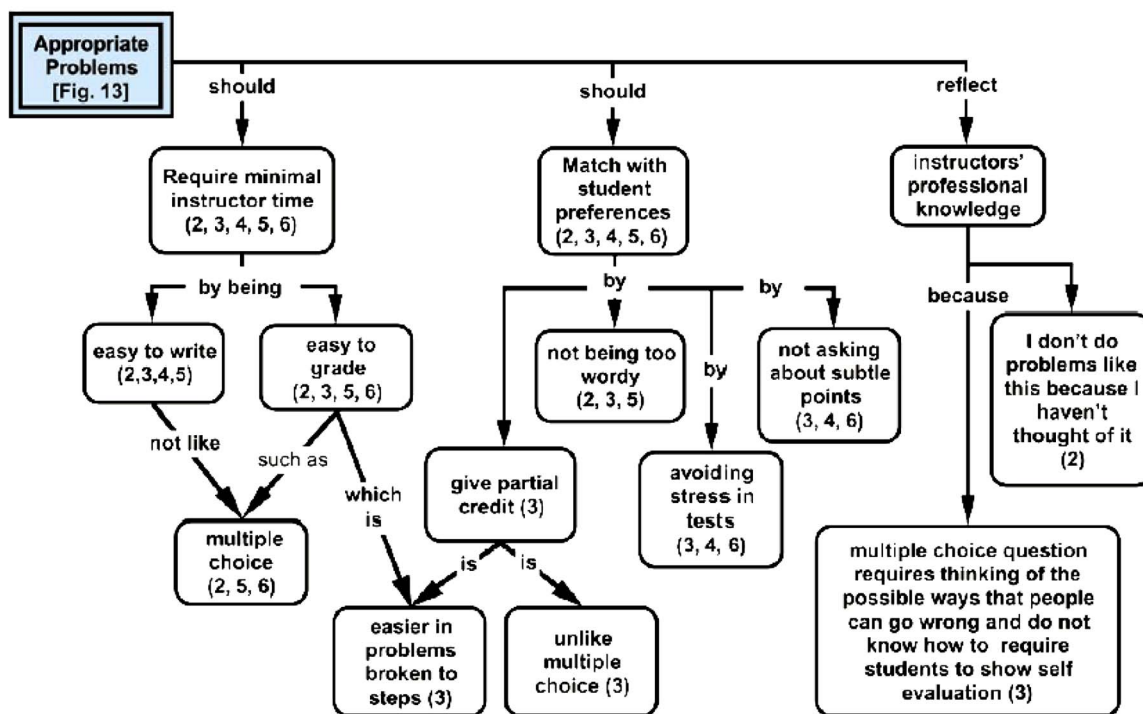 Appropriate
Problems
[Fig. 13]
should
should
reflect
Require minimal
instructor time
(2, 3, 4, 5, 6)
Match with
student
preferences
(2, 3, 4, 5, 6)
instructors'
professional
knowledge
by being
by
by
because
easy to write
(2,3,4,5)
easy to
grade
(2, 3, 5, 6)
not being too
wordy
(2, 3, 5)
by
not asking
about subtle
points
(3, 4, 6)
I don't do
problems like
this because I
haven't
thought of it
(2)
not like
such as
which
is
give partial
credit (3)
avoiding
stress in
tests
(3, 4, 6)
multiple
choice
(2, 5, 6)
is
is
easier in
problems
broken to
steps (3)
unlike
multiple
choice (3)
multiple choice question
requires thinking of the
possible ways that people
can go wrong and do not
know how to require
students to show self
evaluation (3)